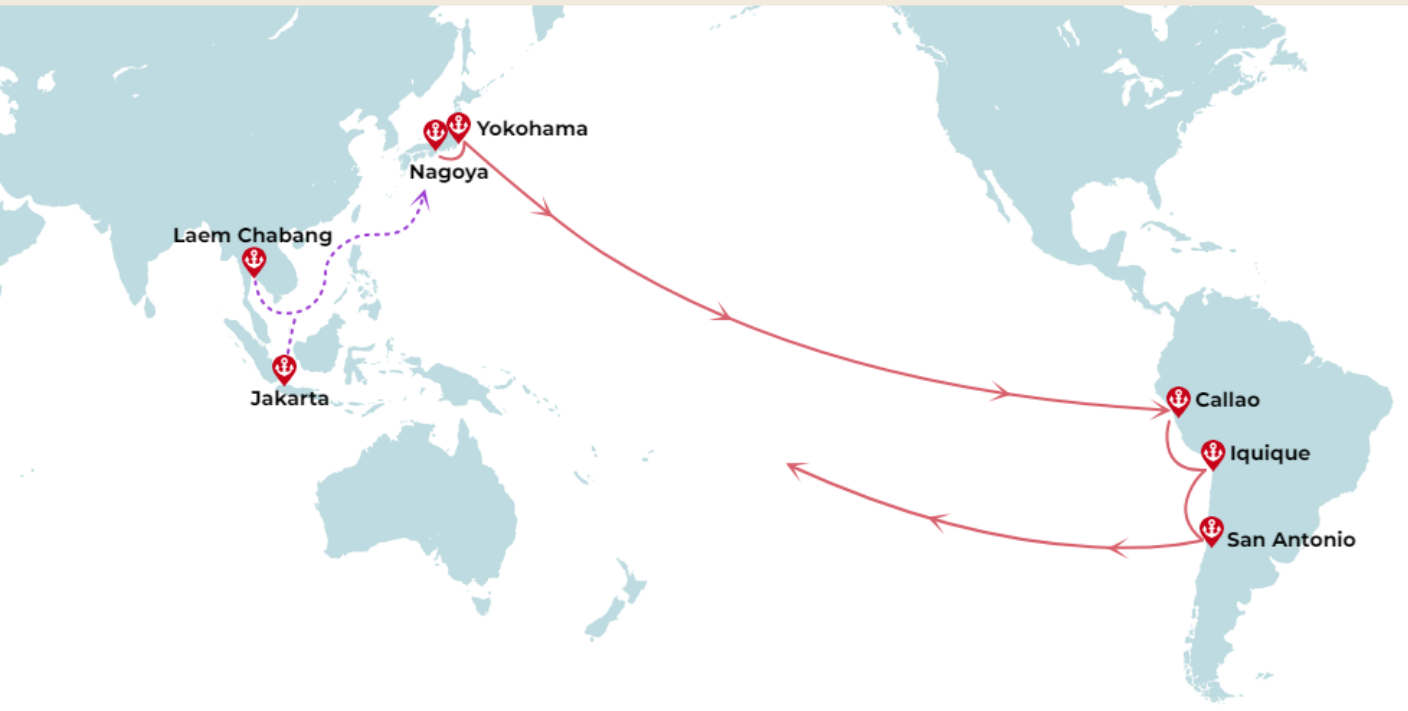 Yokohama
Nagoya
Laem Chabang
Jakarta
Callao
Iquique
San Antonio